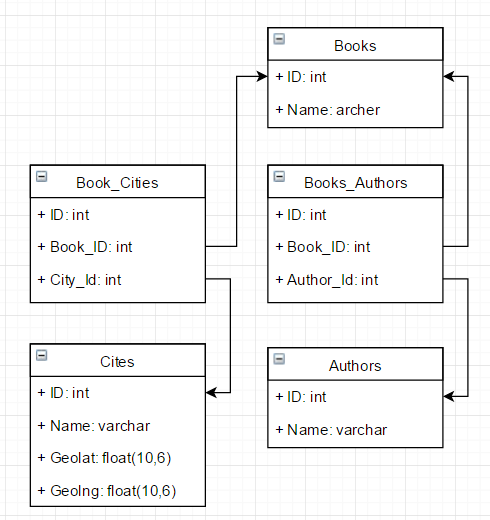 Books
+ ID: int
+ Name: archer
Book_Cities
+ ID: int
+ Book_ID: int
+ City_Id: int
Books_Authors
+ ID: int
+ Book_ID: int
+ Author_Id: int
Cites
+ ID: int
+ Name: varchar
+ Geolat: float(10,6)
+ Geolng: float(10,6)
Authors
+ ID: int
+ Name: varchar